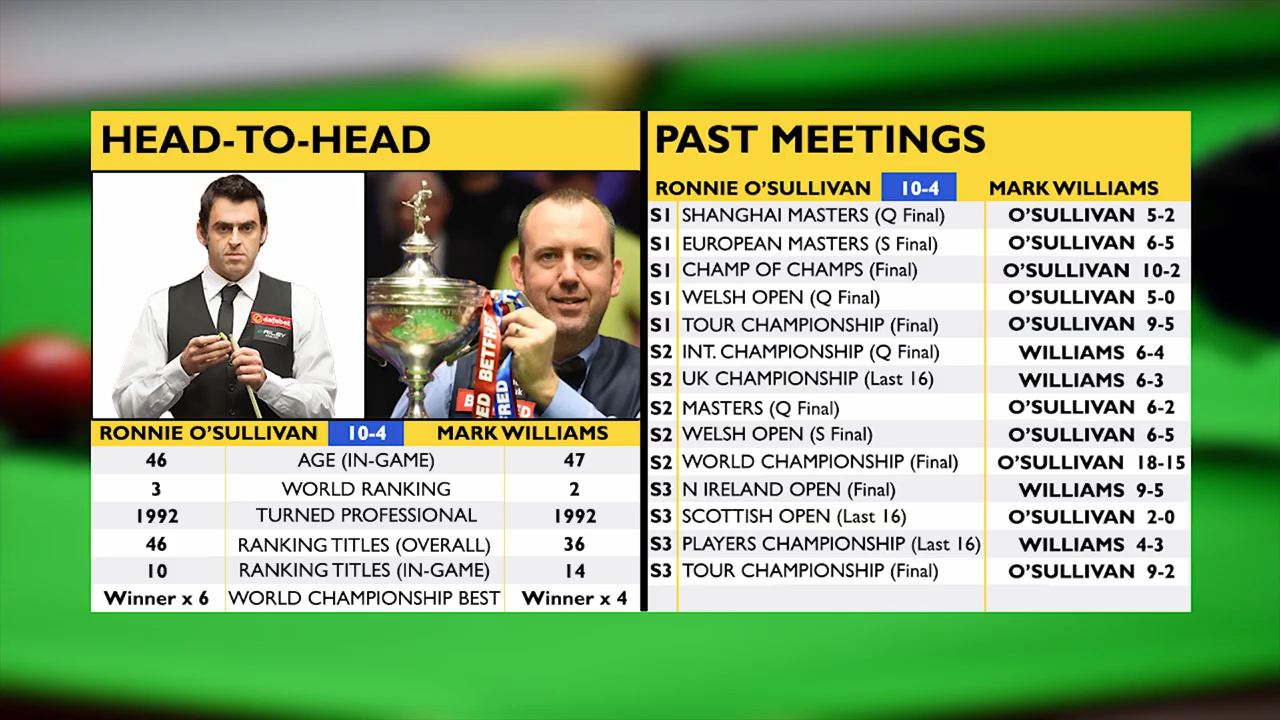 HEAD-TO-HEAD
dafabet
BETFRED
FRED
RONNIE O'SULLIVAN 10-4 MARK WILLIAMS
46 AGE (IN-GAME) 47
3 WORLD RANKING 2
1992 TURNED PROFESSIONAL 1992
46 RANKING TITLES (OVERALL) 36
10 RANKING TITLES (IN-GAME) 14
Winner x 6 WORLD CHAMPIONSHIP BEST Winner x 4
PAST MEETINGS
RONNIE O'SULLIVAN 10-4 MARK WILLIAMS
S1 SHANGHAI MASTERS (Q Final) O'SULLIVAN 5-2
S1 EUROPEAN MASTERS (S Final) O'SULLIVAN 6-5
S1 CHAMP OF CHAMPS (Final) O'SULLIVAN 10-2
S1 WELSH OPEN (Q Final) O'SULLIVAN 5-0
S1 TOUR CHAMPIONSHIP (Final) O'SULLIVAN 9-5
S2 INT. CHAMPIONSHIP (Q Final) WILLIAMS 6-4
S2 UK CHAMPIONSHIP (Last 16) WILLIAMS 6-3
S2 MASTERS (Q Final) O'SULLIVAN 6-2
S2 WELSH OPEN (S Final) O'SULLIVAN 6-5
S2 WORLD CHAMPIONSHIP (Final) O'SULLIVAN 18-15
S3 N IRELAND OPEN (Final) WILLIAMS 9-5
S3 SCOTTISH OPEN (Last 16) O'SULLIVAN 2-0
S3 PLAYERS CHAMPIONSHIP (Last 16) WILLIAMS 4-3
S3 TOUR CHAMPIONSHIP (Final) O'SULLIVAN 9-2